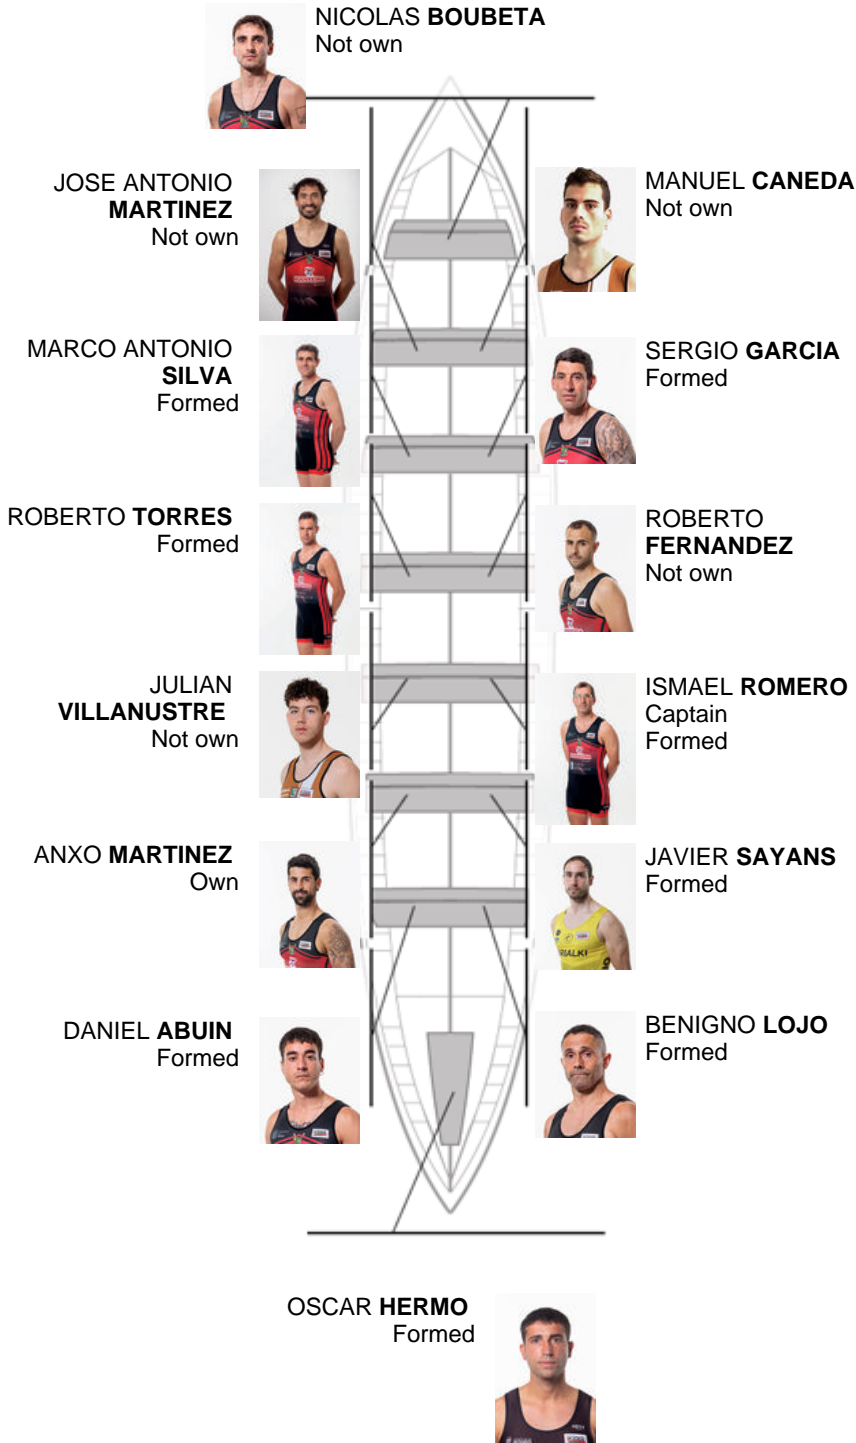 NICOLAS BOUBETA
Not own
JOSE ANTONIO
MARTINEZ
Not own
MANUEL CANEDA
Not own
MARCO ANTONIO
SILVA
Formed
SERGIO GARCIA
Formed
ROBERTO TORRES
Formed
ROBERTO
FERNANDEZ
Not own
JULIAN
VILLANUSTRE
Not own
ISMAEL ROMERO
Captain
Formed
ANXO MARTINEZ
Own
JAVIER SAYANS
Formed
DANIEL ABUIN
Formed
BENIGNO LOJO
Formed
OSCAR HERMO
Formed